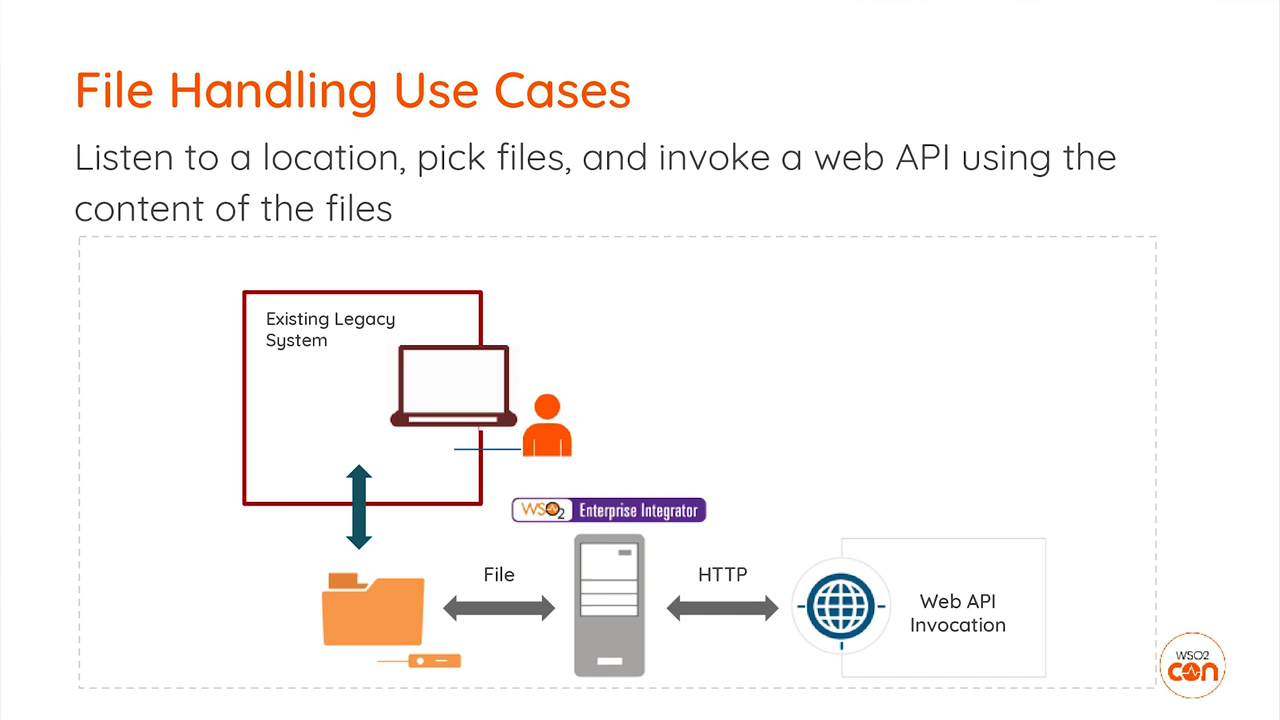 File Handling Use Cases
Listen to a location, pick files, and invoke a web API using the
content of the files
Existing Legacy
System
WSO2 Enterprise Integrator
File
HTTP
Web API
Invocation
WSO2
con